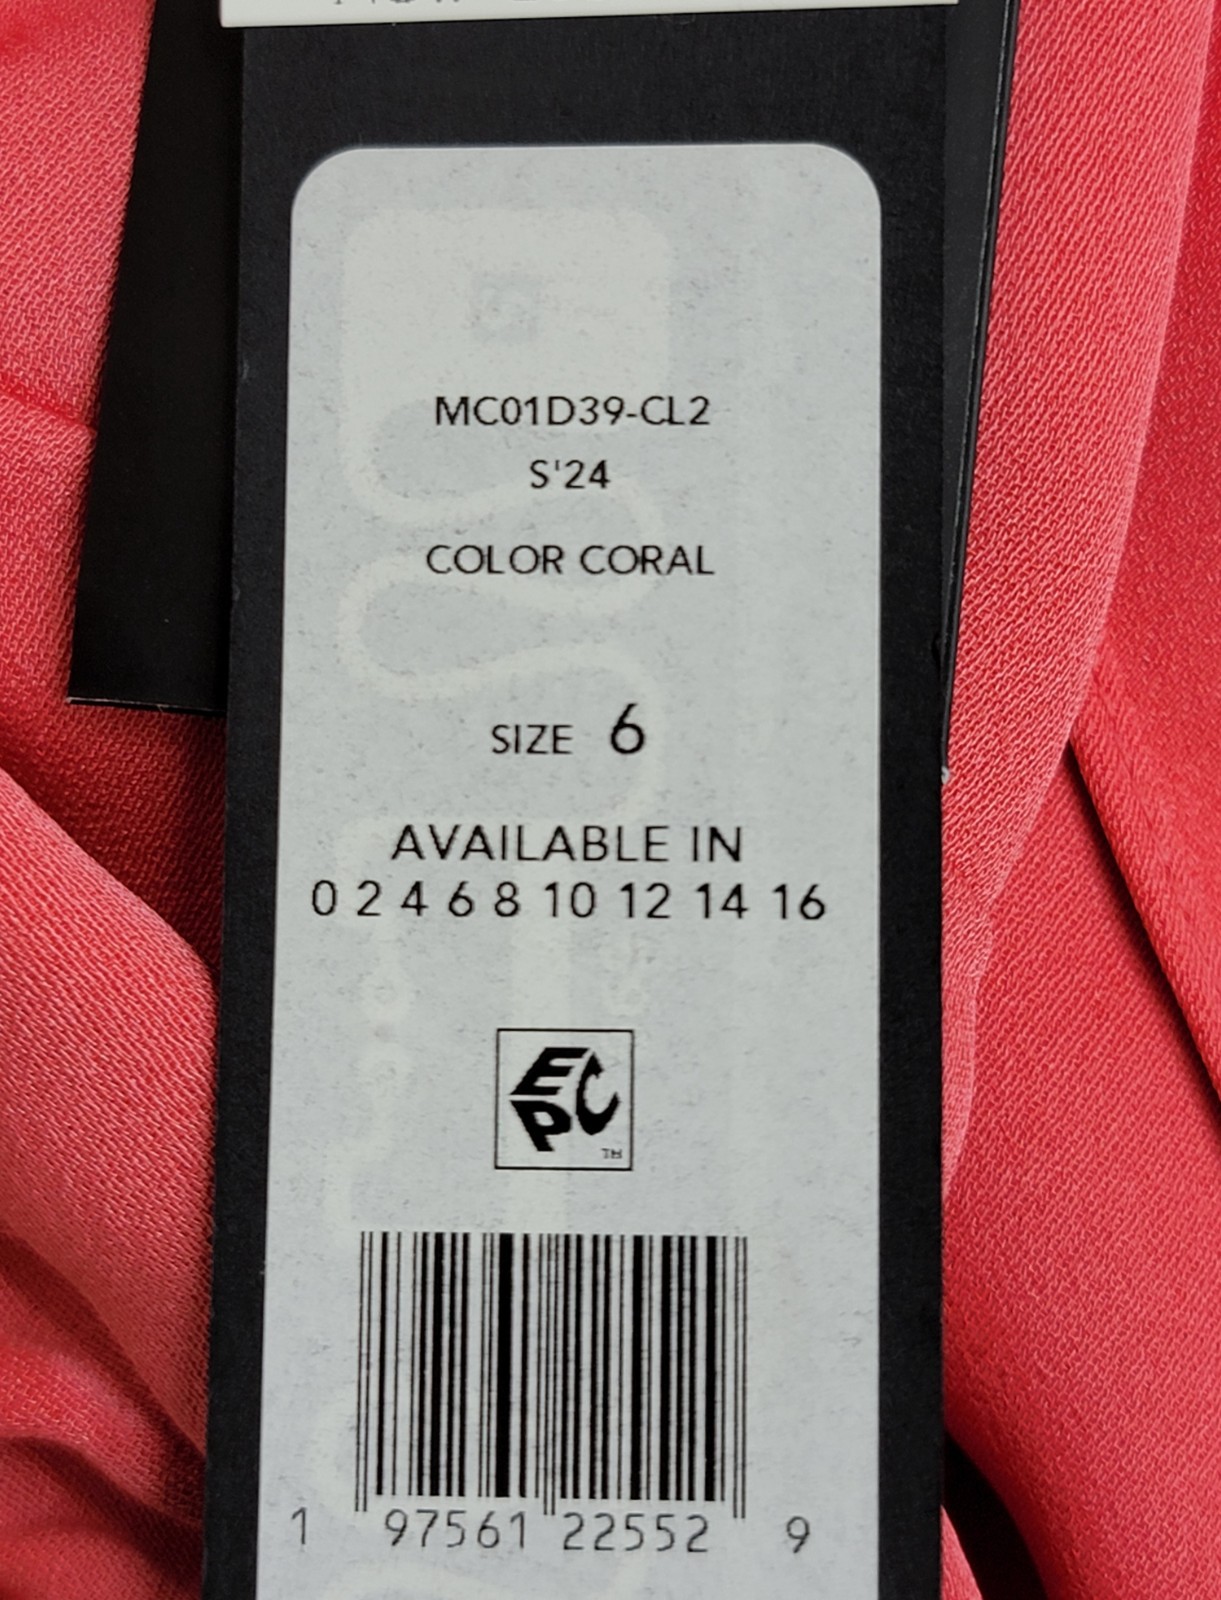 MC01D39-CL2
S'24
COLOR CORAL
SIZE 6
AVAILABLE IN
0 2 4 6 8 10 12 14 16
EPC
TM
1 97561 22552 9